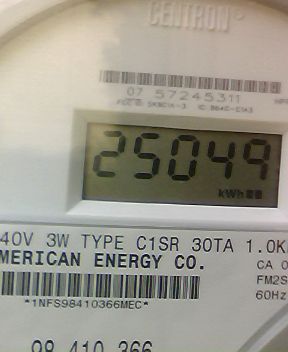 CENTRON
07 57245311
25049
kWh
40V 3W TYPE C1SR 30TA 1.0K
MERICAN ENERGY CO.
CA 0
FM2S
60Hz
*1NFS98410366MEC*
98 410 366